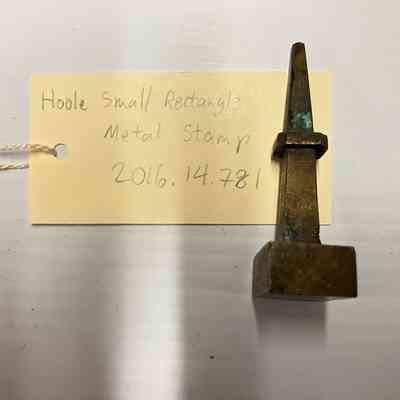 Hoole Small Rectangle
Metal Stamp
2016.14.781